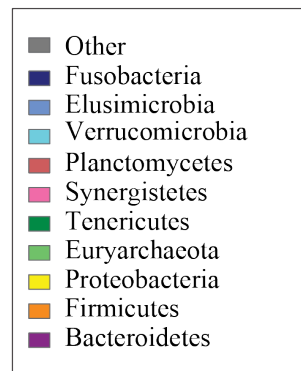 Other
Fusobacteria
Elusimicrobia
Verrucomicrobia
Planctomycetes
Synergistetes
Tenericutes
Euryarchaeota
Proteobacteria
Firmicutes
Bacteroidetes